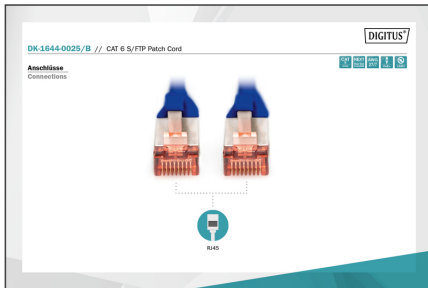 DIGITUS®
DK-1644-0025/B // CAT 6 S/FTP Patch Cord
Anschlüsse
Connections
RJ45